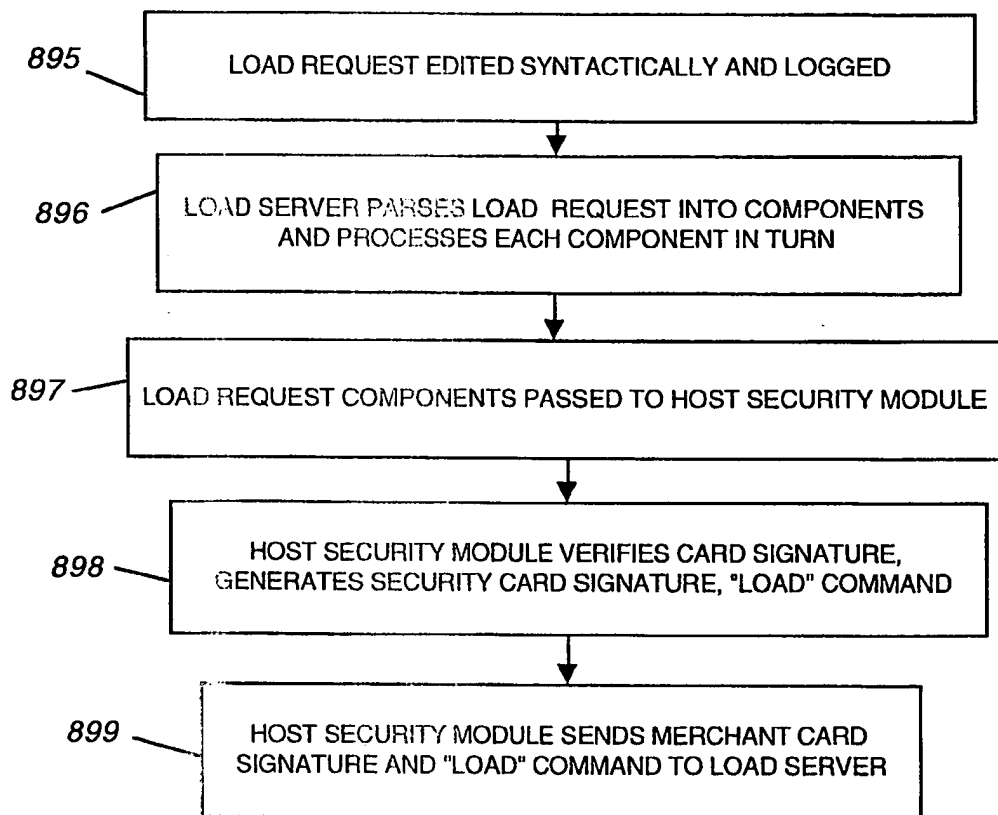 895
LOAD REQUEST EDITED SYNTACTICALLY AND LOGGED
896
LOAD SERVER PARSES LOAD REQUEST INTO COMPONENTS
AND PROCESSES EACH COMPONENT IN TURN
897
LOAD REQUEST COMPONENTS PASSED TO HOST SECURITY MODULE
898
HOST SECURITY MODULE VERIFIES CARD SIGNATURE,
GENERATES SECURITY CARD SIGNATURE, "LOAD" COMMAND
899
HOST SECURITY MODULE SENDS MERCHANT CARD
SIGNATURE AND "LOAD" COMMAND TO LOAD SERVER